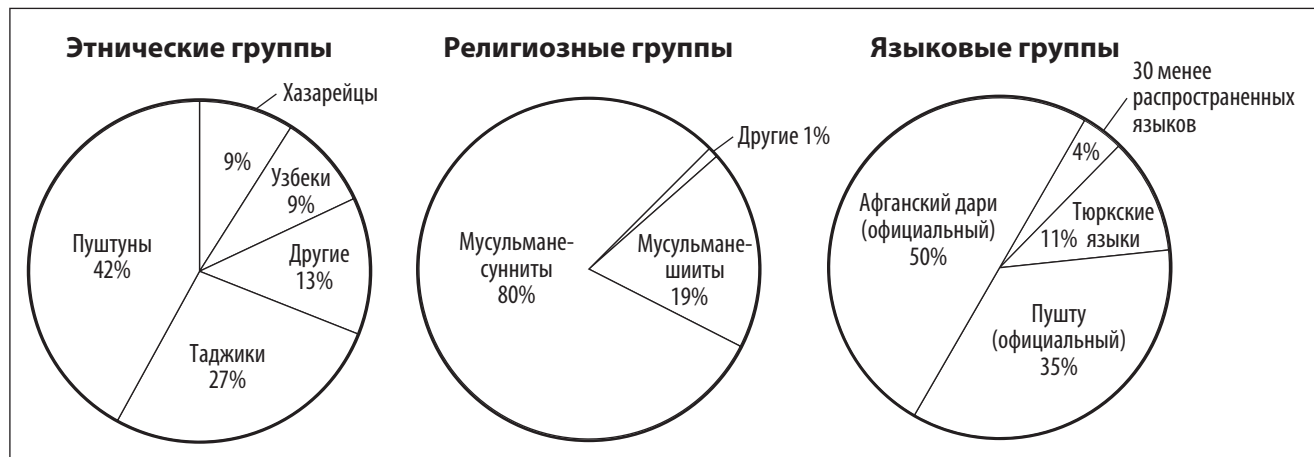 Этнические группы
Хазарейцы
9%
Узбеки
9%
Другие
13%
Таджики
27%
Пуштуны
42%
Религиозные группы
Другие 1%
Мусульмане-
шииты
19%
Мусульмане-
сунниты
80%
Языковые группы
30 менее
распространенных
языков
4%
Тюркские
языки
11%
Пушту
(официальный)
35%
Афганский дари
(официальный)
50%